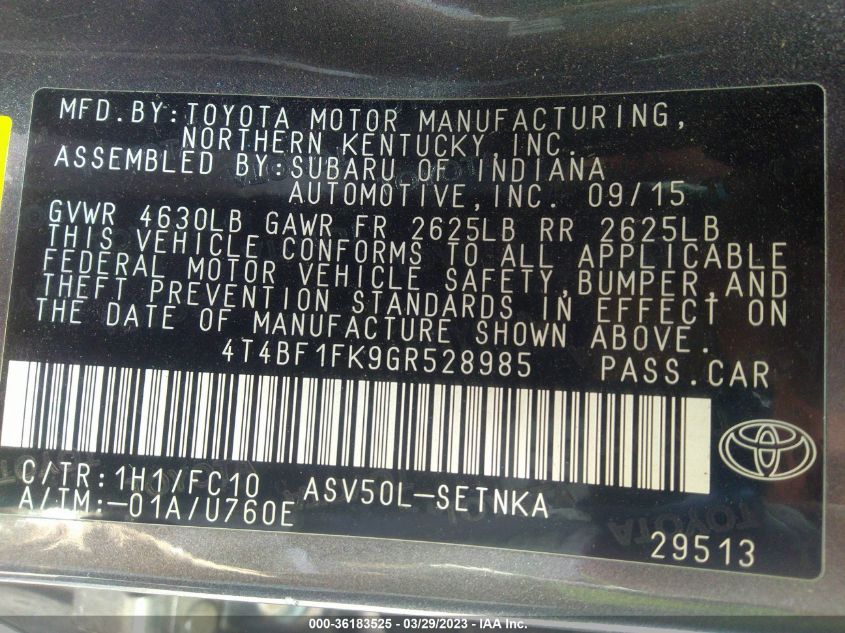 MFD.BY:TOYOTA MOTOR MANUFACTURING,
NORTHERN KENTUCKY,INC.
ASSEMBLED BY:SUBARU OF INDIANA
AUTOMOTIVE,INC. 09/15
GVWR 4630LB GAWR FR 2625LB RR 2625LB
THIS VEHICLE CONFORMS TO ALL APPLICABLE
FEDERAL MOTOR VEHICLE SAFETY,BUMPER,AND
THEFT PREVENTION STANDARDS IN EFFECT ON
THE DATE OF MANUFACTURE SHOWN ABOVE.
4T4BF1FK9GR528985 PASS.CAR
C/TR:1H1/FC10 ASV50L-SETNKA
A/TM:-01A/U760E
29513
000-36183525 - 03/29/2023 - IAA Inc.